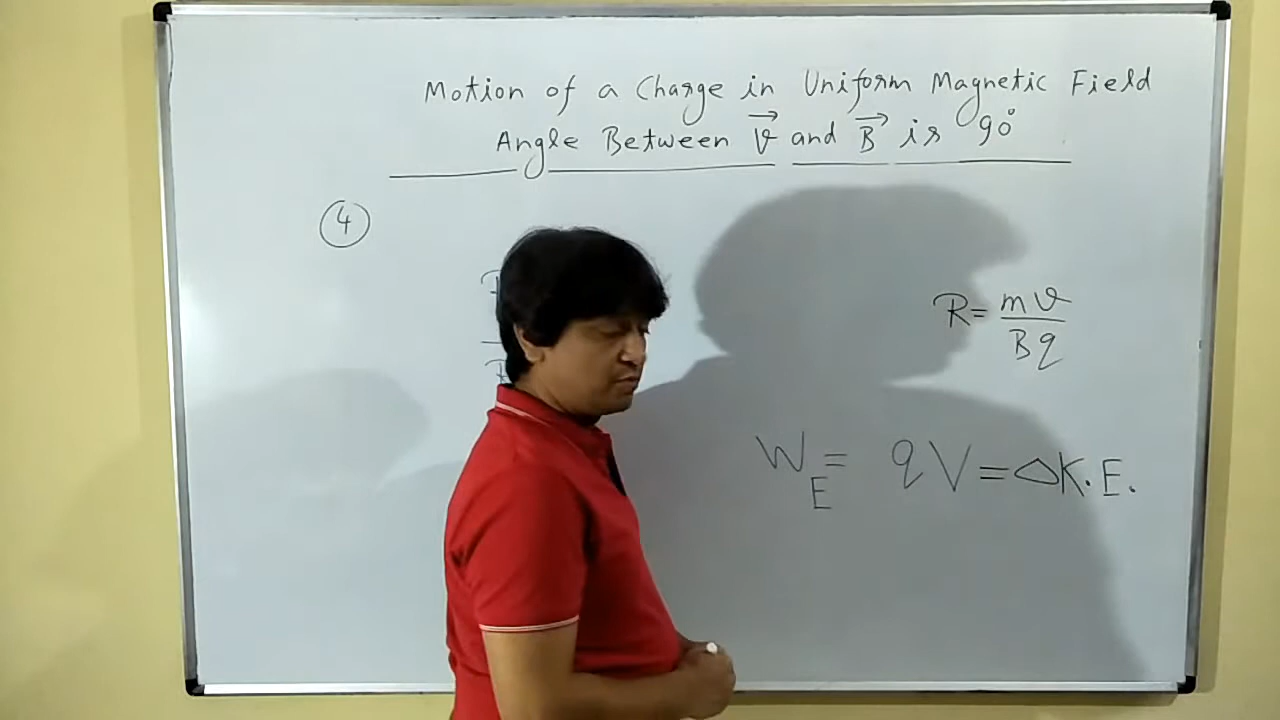 Motion of a Charge in Uniform Magnetic Field
Angle Between v⃗ and B⃗ is 90°
4
R = mv/Bq
W_E = qV = ΔK.E.